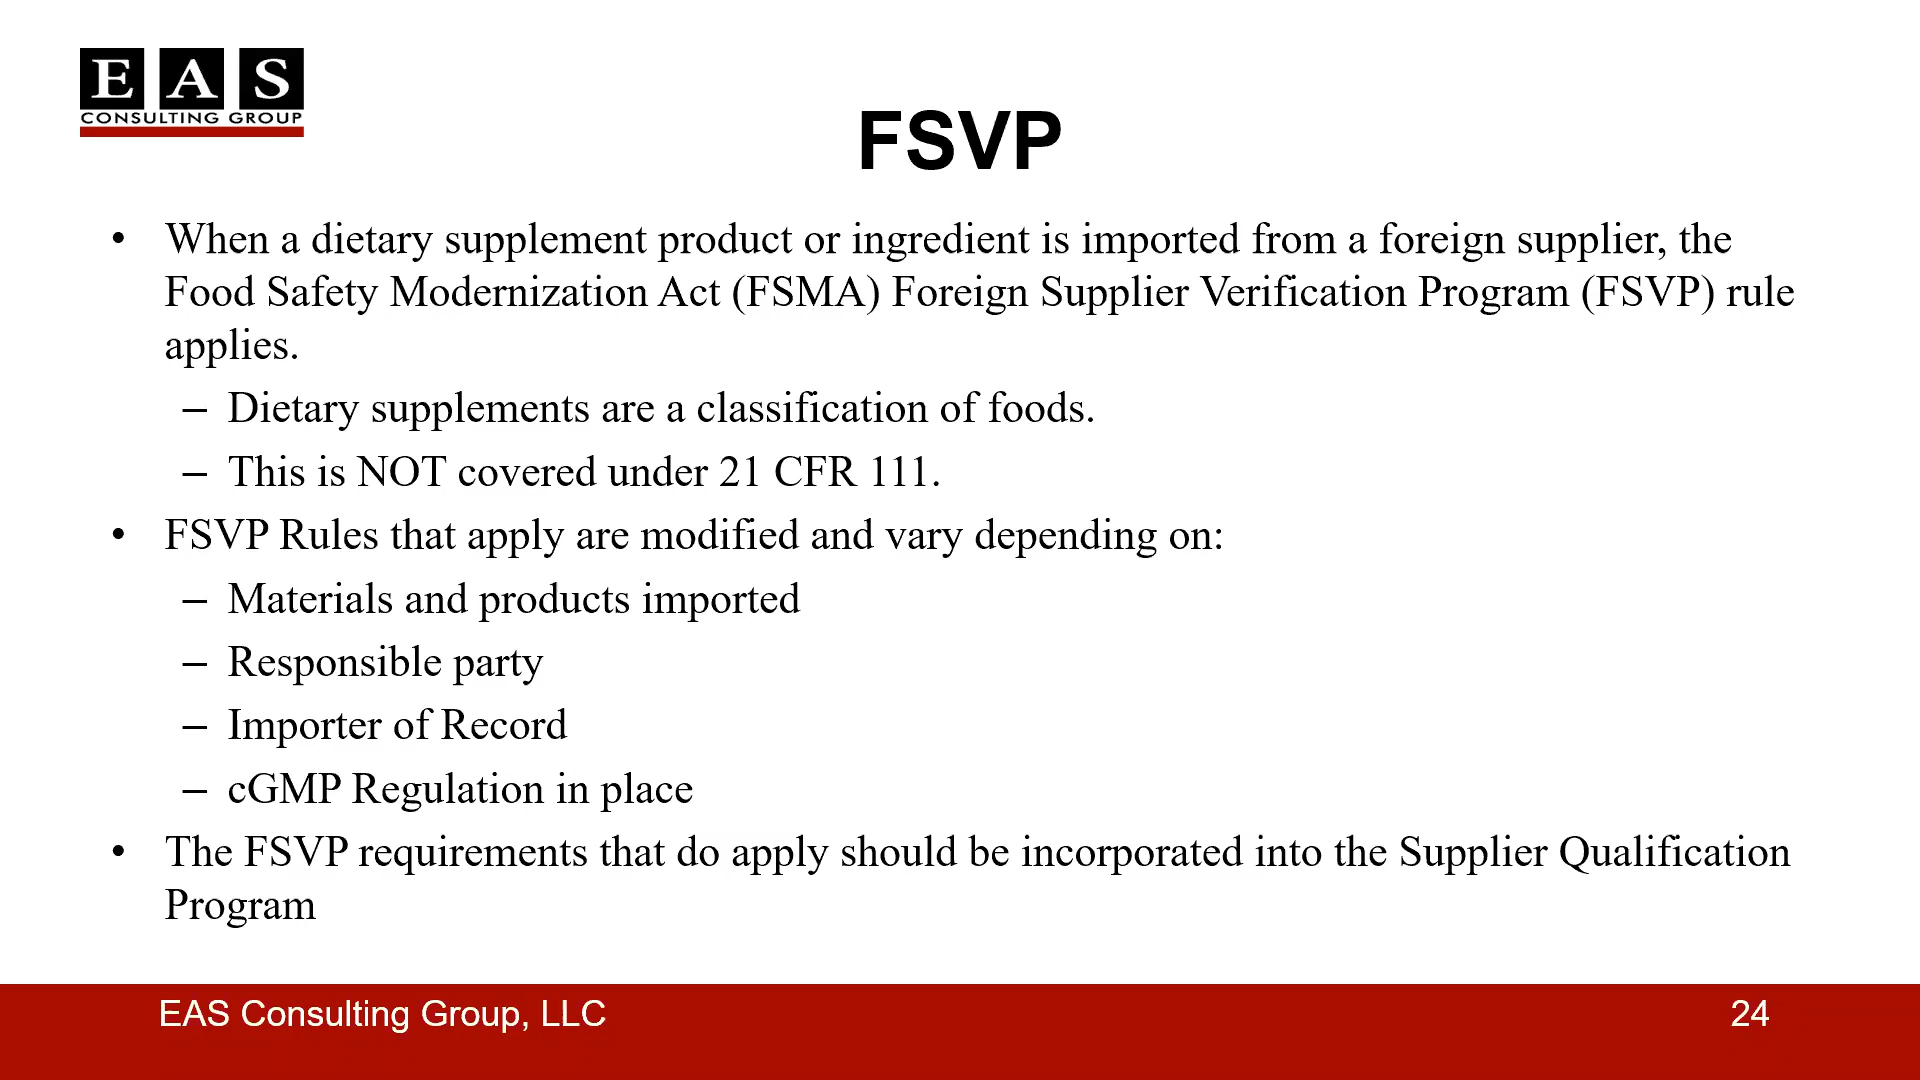 EAS
CONSULTING GROUP
FSVP
• When a dietary supplement product or ingredient is imported from a foreign supplier, the
Food Safety Modernization Act (FSMA) Foreign Supplier Verification Program (FSVP) rule
applies.
– Dietary supplements are a classification of foods.
– This is NOT covered under 21 CFR 111.
• FSVP Rules that apply are modified and vary depending on:
– Materials and products imported
– Responsible party
– Importer of Record
– cGMP Regulation in place
• The FSVP requirements that do apply should be incorporated into the Supplier Qualification
Program
EAS Consulting Group, LLC
24